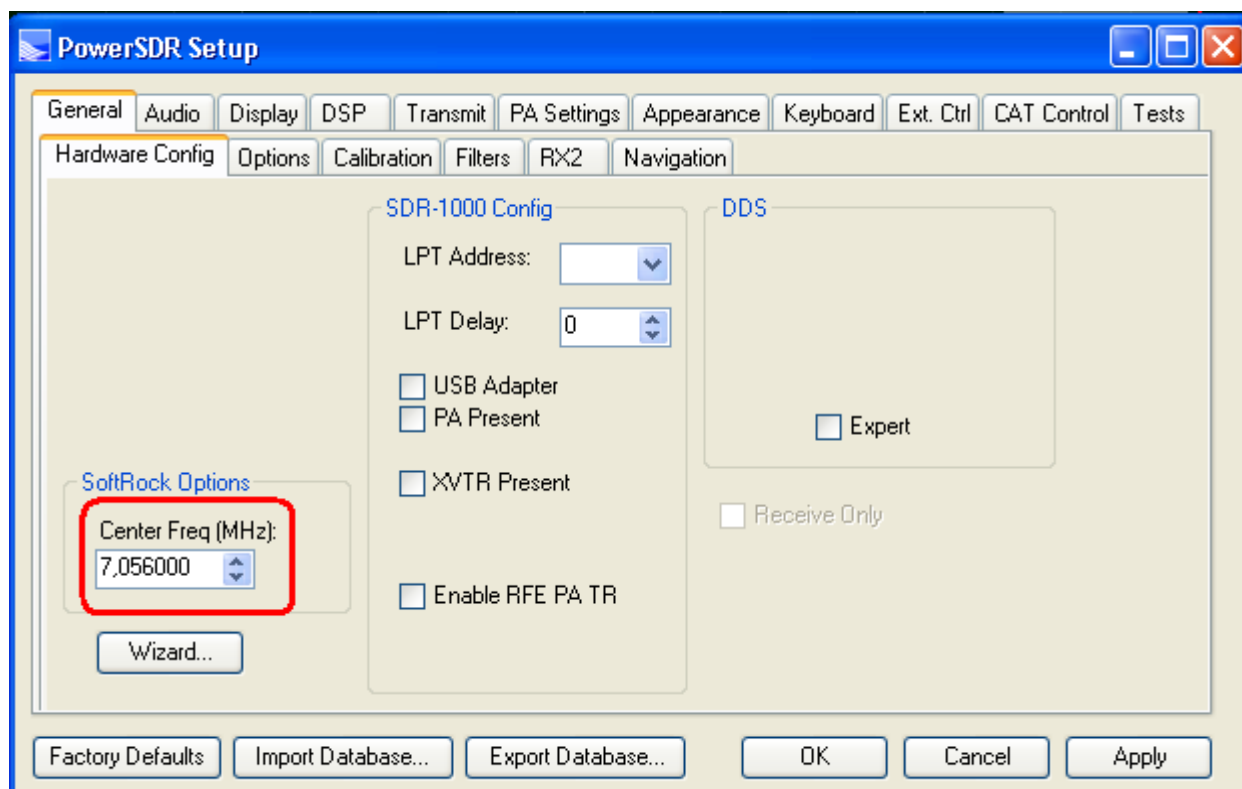 PowerSDR Setup
General Audio Display DSP Transmit PA Settings Appearance Keyboard Ext. Ctrl CAT Control Tests
Hardware Config Options Calibration Filters RX2 Navigation
SDR-1000 Config
LPT Address:
LPT Delay: 0
USB Adapter
PA Present
XVTR Present
Enable RFE PA TR
DDS
Expert
Receive Only
SoftRock Options
Center Freq (MHz):
7,056000
Wizard...
Factory Defaults Import Database... Export Database... OK Cancel Apply